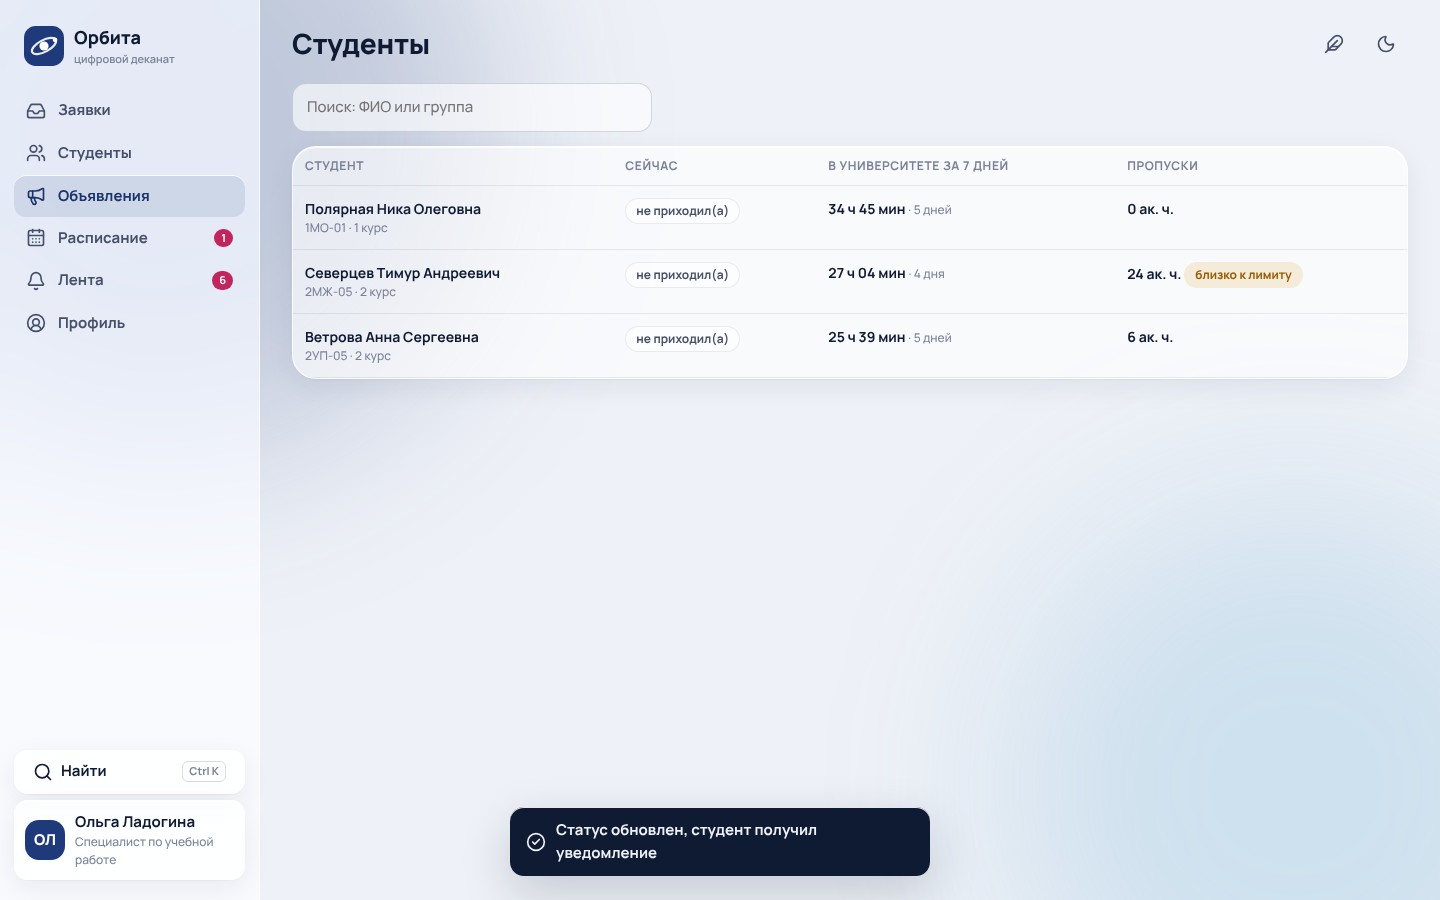 Орбита
цифровой деканат
Заявки
Студенты
Объявления
Расписание 1
Лента 6
Профиль
Найти Ctrl K
ОЛ
Ольга Ладогина
Специалист по учебной
работе
Студенты
Поиск: ФИО или группа
СТУДЕНТ СЕЙЧАС В УНИВЕРСИТЕТЕ ЗА 7 ДНЕЙ ПРОПУСКИ
Полярная Ника Олеговна не приходил(а) 34 ч 45 мин · 5 дней 0 ак. ч.
1МО-01 · 1 курс
Северцев Тимур Андреевич не приходил(а) 27 ч 04 мин · 4 дня 24 ак. ч. близко к лимиту
2МЖ-05 · 2 курс
Ветрова Анна Сергеевна не приходил(а) 25 ч 39 мин · 5 дней 6 ак. ч.
2УП-05 · 2 курс
Статус обновлен, студент получил
уведомление